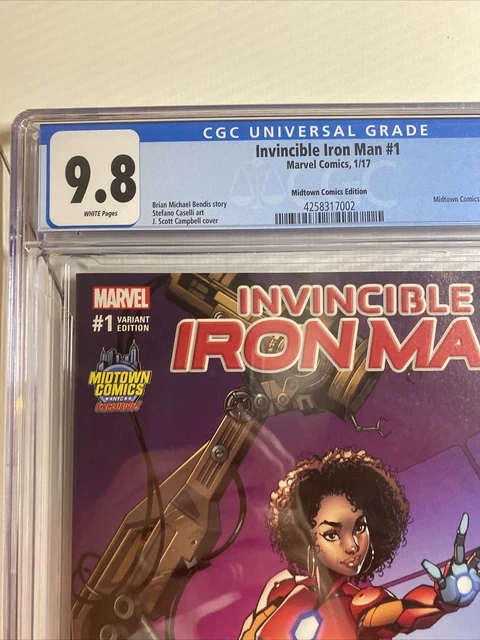 CGC UNIVERSAL GRADE
9.8
WHITE Pages
Invincible Iron Man #1
Marvel Comics, 1/17
Midtown Comics Edition
4258317002
Brian Michael Bendis story
Stefano Caselli art
J. Scott Campbell cover
Midtown Comics
MARVEL
#1 VARIANT EDITION
INVINCIBLE
IRON MA
MIDTOWN
COMICS
NYC
EXCLUSIVE!